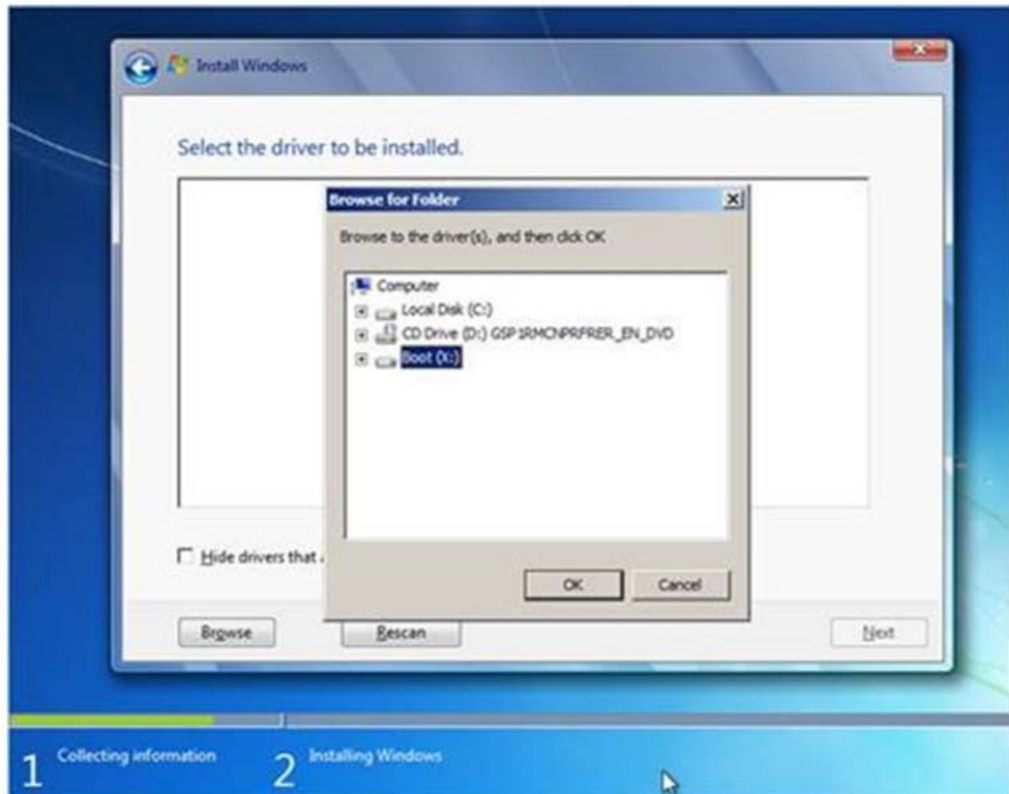 Install Windows
Select the driver to be installed.
Browse for Folder
Browse to the driver(s), and then click OK
Computer
Local Disk (C:)
CD Drive (D:) GSP1RMCNPRFRER_EN_DVD
Boot (X:)
Hide drivers that
OK Cancel
Browse Rescan Next
1 Collecting information 2 Installing Windows